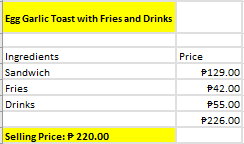 Egg Garlic Toast with Fries and Drinks
Ingredients Price
Sandwich ₱129.00
Fries ₱42.00
Drinks ₱55.00
₱226.00
Selling Price: ₱ 220.00